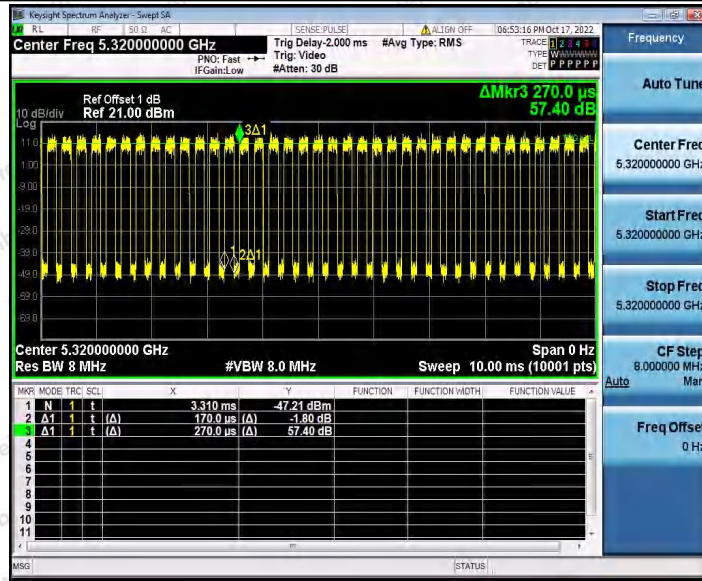 Keysight Spectrum Analyzer - Swept SA
RL RF 50 Ω AC SENSE:PULSE ALIGN OFF 06:53:16 PM Oct 17, 2022
Center Freq 5.320000000 GHz
PNO: Fast
IFGain:Low
Trig Delay-2.000 ms
Trig: Video
#Atten: 30 dB
#Avg Type: RMS
TRACE 1 2 3 4 5 6
TYPE
DET P P P P P P
Frequency
Auto Tune
Center Freq
5.320000000 GHz
Start Freq
5.320000000 GHz
Stop Freq
5.320000000 GHz
CF Step
8.000000 MHz
Auto Man
Freq Offset
0 Hz
ΔMkr3 270.0 µs
57.40 dB
Ref Offset 1 dB
10 dB/div Ref 21.00 dBm
Log
11.0
1.00
-9.00
-19.0
-29.0
-39.0
-49.0
-59.0
-69.0
3Δ1
1
2Δ1
Center 5.320000000 GHz Span 0 Hz
Res BW 8 MHz #VBW 8.0 MHz Sweep 10.00 ms (10001 pts)
MKR MODE TRC SCL X Y FUNCTION FUNCTION WIDTH FUNCTION VALUE
1 N 1 t 3.310 ms -47.21 dBm
2 Δ1 1 t (Δ) 170.0 µs (Δ) -1.80 dB
3 Δ1 1 t (Δ) 270.0 µs (Δ) 57.40 dB
4
5
6
7
8
9
10
11
MSG STATUS